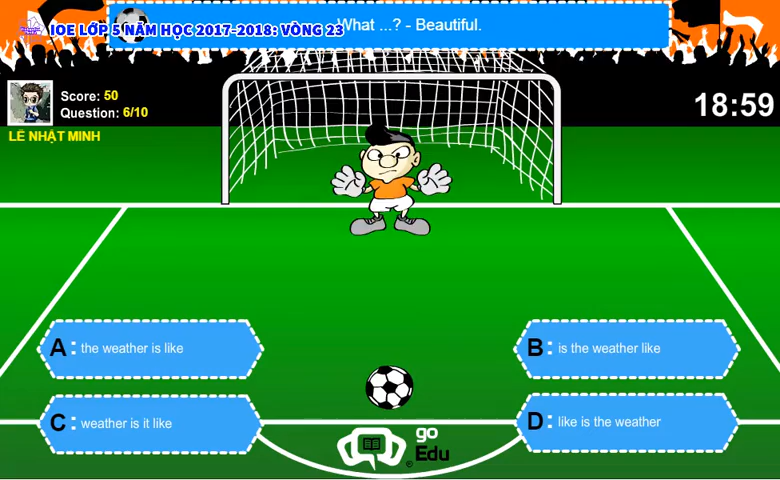 IOE LỚP 5 NĂM HỌC 2017-2018: VÒNG 23
What ...? - Beautiful.
Score: 50
Question: 6/10
18:59
LÊ NHẬT MINH
A: the weather is like
B: is the weather like
C: weather is it like
D: like is the weather
go
Edu